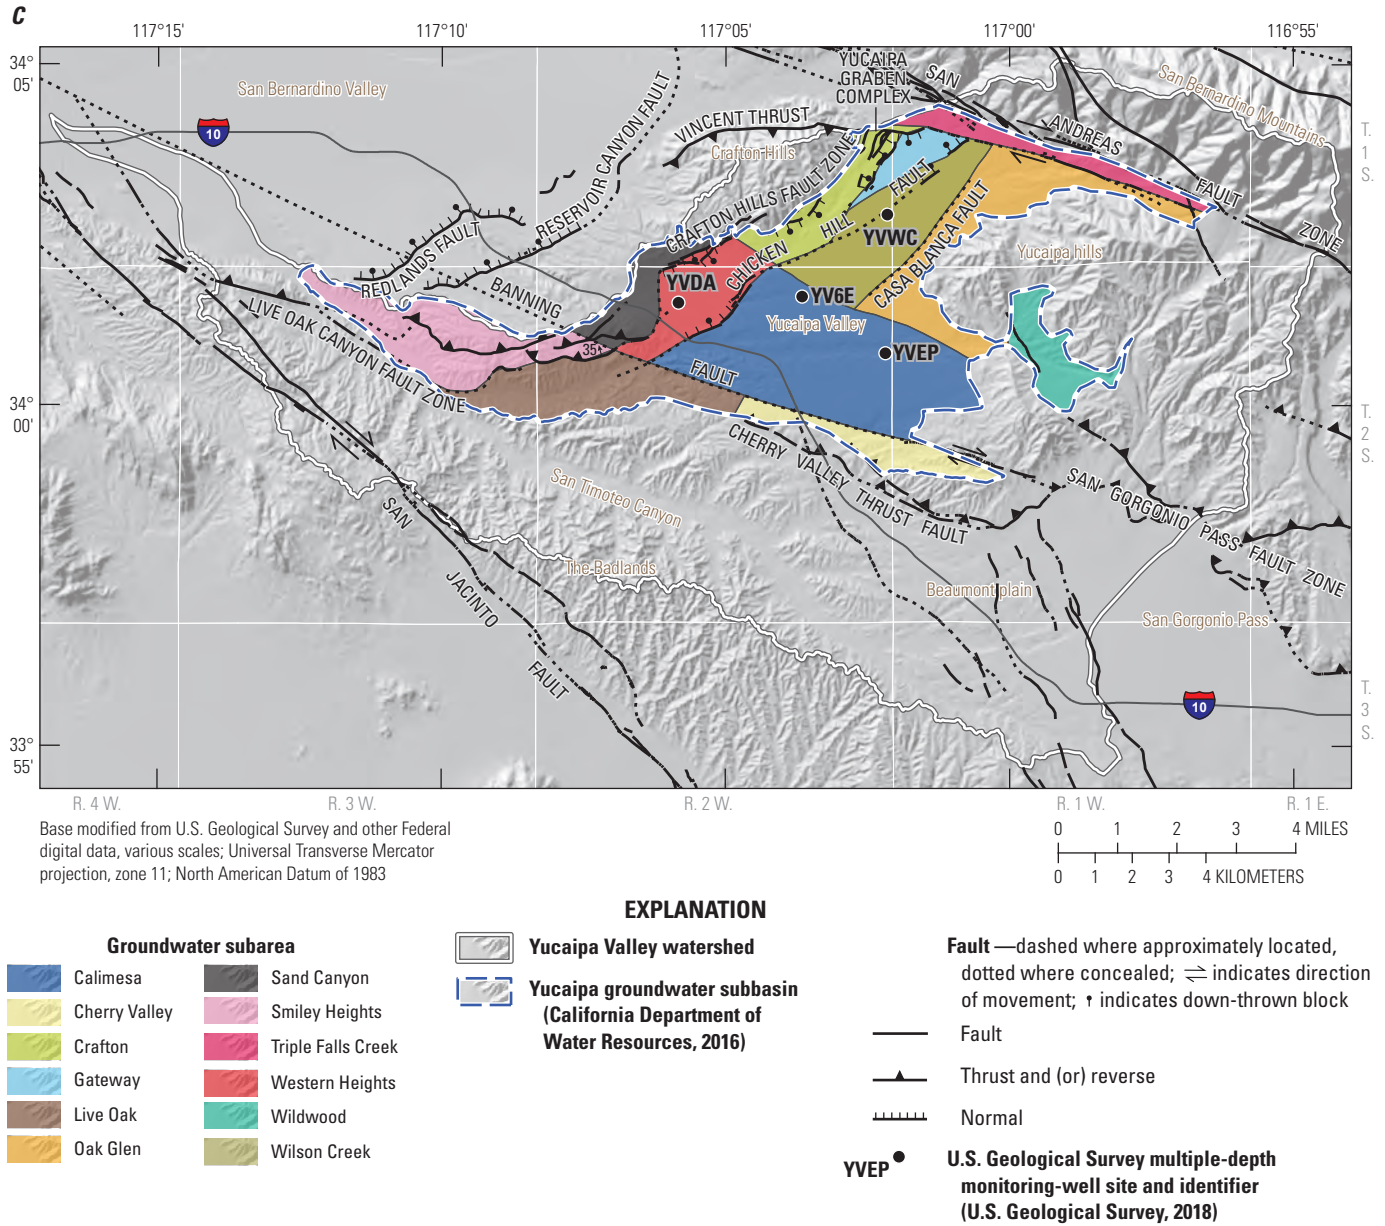 C
117°15'
117°10'
117°05'
117°00'
116°55'
34°
05'
34°
00'
33°
55'
San Bernardino Valley
10
RESERVOIR CANYON FAULT
VINCENT THRUST
Crafton Hills
YUCAIPA
GRABEN
COMPLEX
SAN
ANDREAS
FAULT
ZONE
San Bernardino Mountains
T.
1
S.
CRAFTON HILLS FAULT ZONE
CHICKEN
HILL
FAULT
YVWC
CASA BLANCA FAULT
Yucaipa hills
REDLANDS FAULT
BANNING
FAULT
YVDA
YV6E
Yucaipa Valley
YVEP
LIVE OAK CANYON FAULT ZONE
35
T.
2
S.
CHERRY VALLEY THRUST FAULT
SAN GORGONIO PASS FAULT ZONE
San Timoteo Canyon
SAN
JACINTO
FAULT
The Badlands
Beaumont plain
San Gorgonio Pass
10
T.
3
S.
R. 4 W.
R. 3 W.
R. 2 W.
R. 1 W.
R. 1 E.
Base modified from U.S. Geological Survey and other Federal
digital data, various scales; Universal Transverse Mercator
projection, zone 11; North American Datum of 1983
0 1 2 3 4 MILES
0 1 2 3 4 KILOMETERS
EXPLANATION
Groundwater subarea
Calimesa
Cherry Valley
Crafton
Gateway
Live Oak
Oak Glen
Sand Canyon
Smiley Heights
Triple Falls Creek
Western Heights
Wildwood
Wilson Creek
Yucaipa Valley watershed
Yucaipa groundwater subbasin
(California Department of
Water Resources, 2016)
Fault —dashed where approximately located,
dotted where concealed; ⇌ indicates direction
of movement; indicates down-thrown block
Fault
Thrust and (or) reverse
Normal
YVEP
U.S. Geological Survey multiple-depth
monitoring-well site and identifier
(U.S. Geological Survey, 2018)